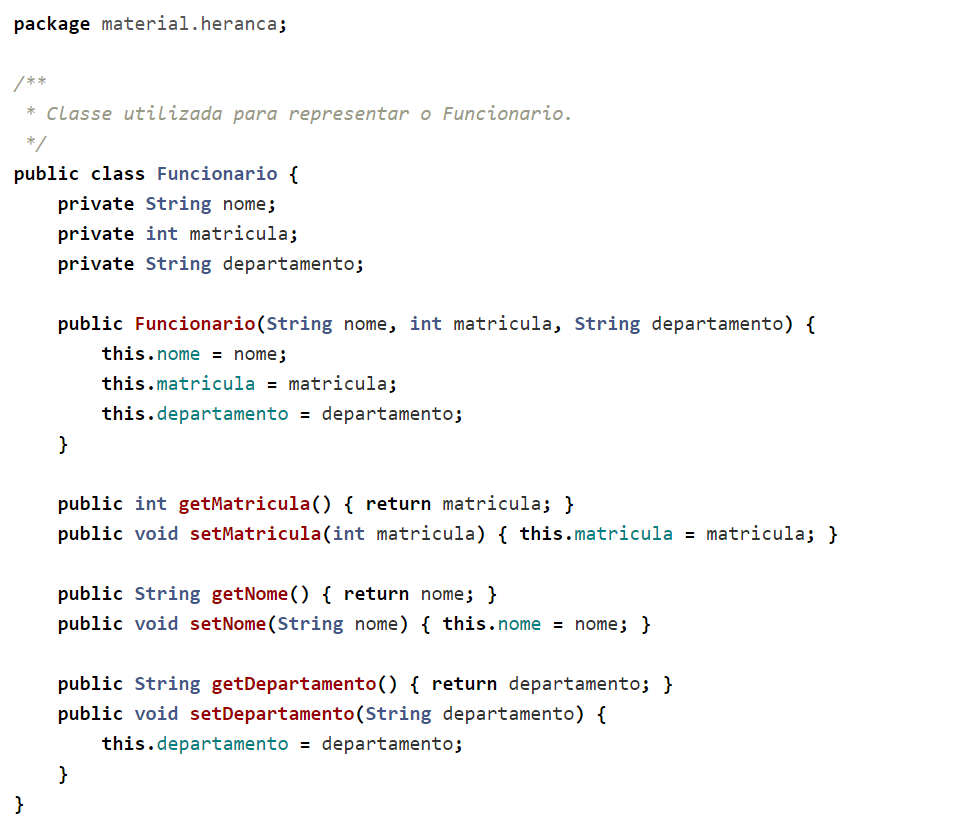 package material.heranca;

/**
 * Classe utilizada para representar o Funcionario.
 */
public class Funcionario {
    private String nome;
    private int matricula;
    private String departamento;

    public Funcionario(String nome, int matricula, String departamento) {
        this.nome = nome;
        this.matricula = matricula;
        this.departamento = departamento;
    }

    public int getMatricula() { return matricula; }
    public void setMatricula(int matricula) { this.matricula = matricula; }

    public String getNome() { return nome; }
    public void setNome(String nome) { this.nome = nome; }

    public String getDepartamento() { return departamento; }
    public void setDepartamento(String departamento) {
        this.departamento = departamento;
    }
}